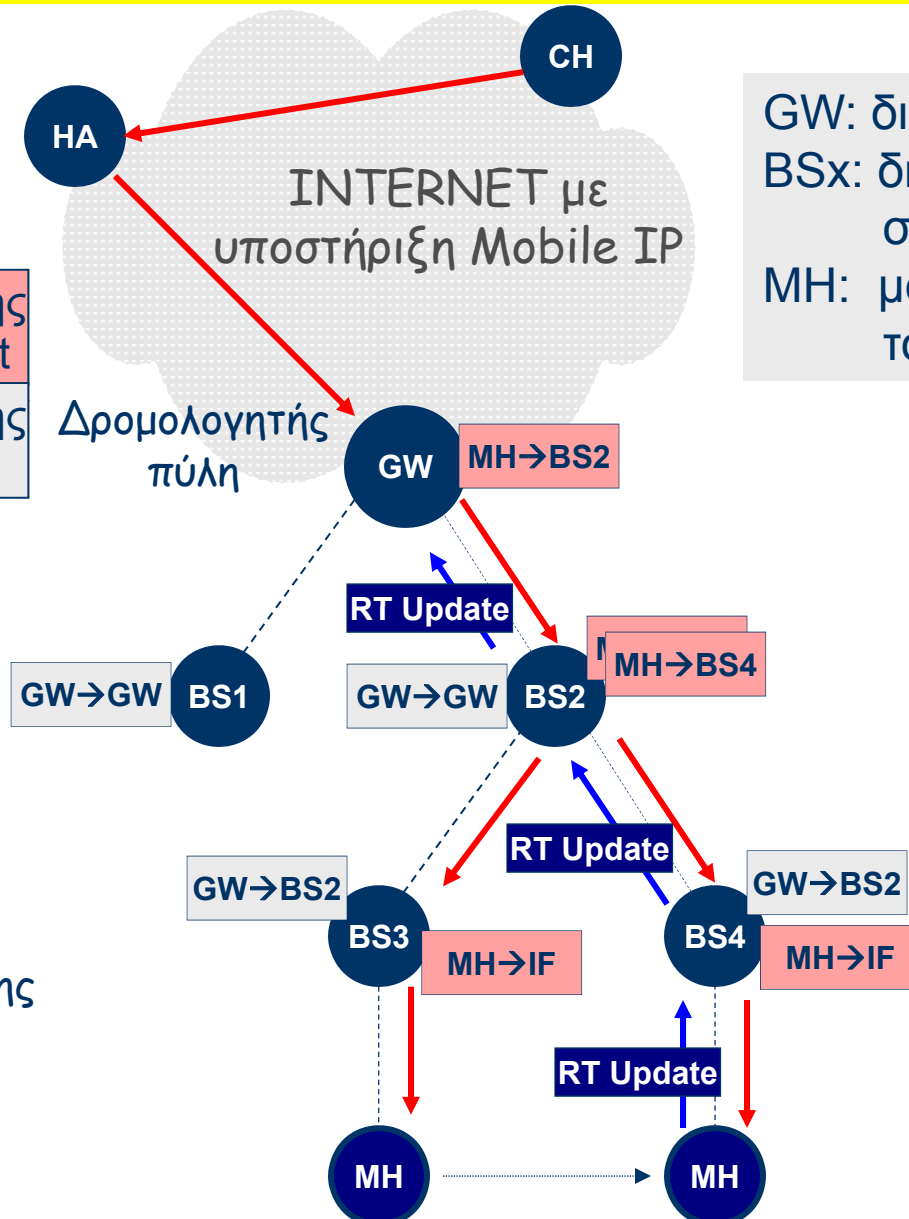 CH
HA
INTERNET με
υποστήριξη Mobile IP
GW:
BSx:
MH:
Δρομολογητής
πύλη
GW
MH→BS2
RT Update
GW→GW
BS1
GW→GW
BS2
MH→BS4
RT Update
GW→BS2
BS3
MH→IF
GW→BS2
BS4
MH→IF
RT Update
MH
MH